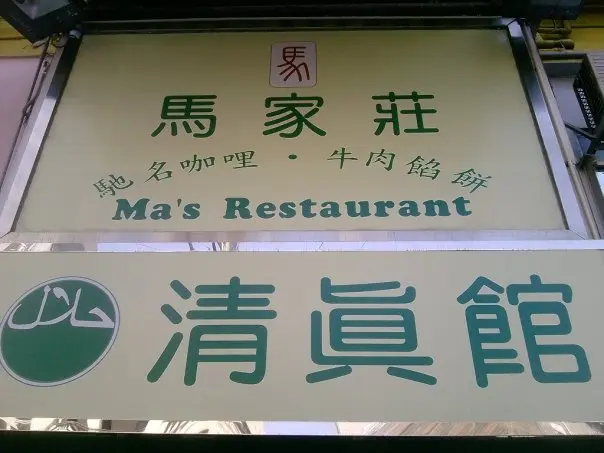 馬
馬家莊
馳名咖哩·牛肉餡餅
Ma's Restaurant
حلال
清眞館